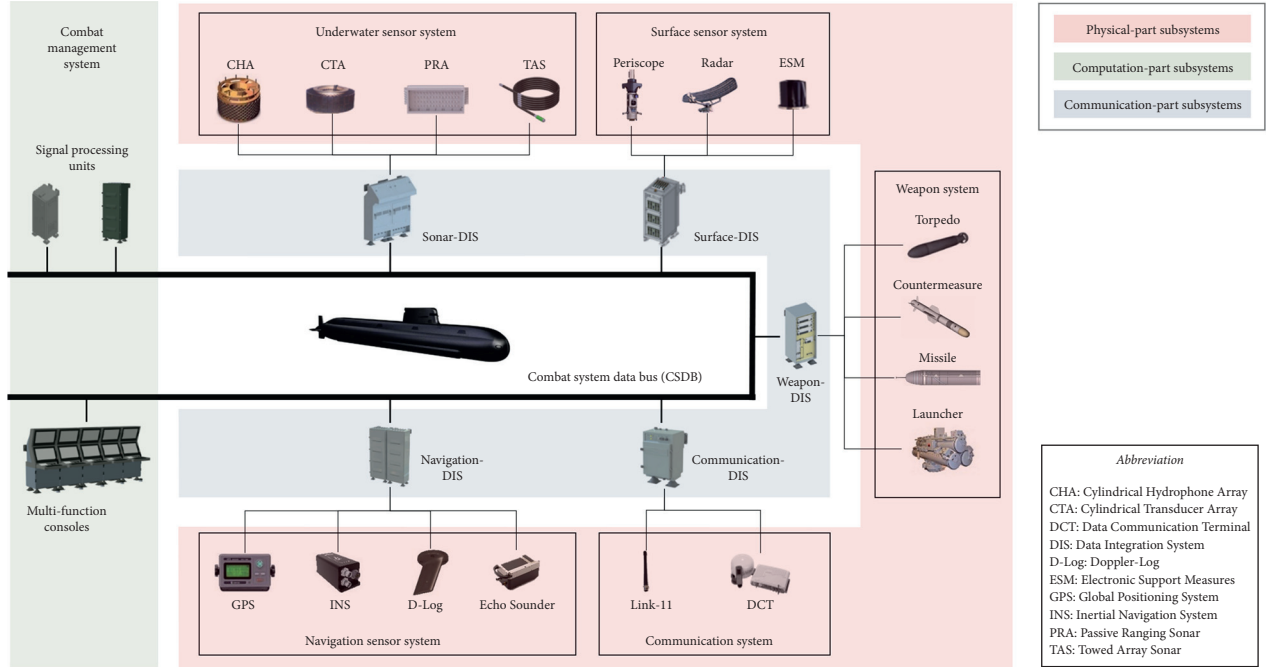 Combat
management
system
Signal processing
units
Multi-function
consoles
Underwater sensor system
CHA
CTA
PRA
TAS
Surface sensor system
Periscope
Radar
ESM
Sonar-DIS
Surface-DIS
Combat system data bus (CSDB)
Weapon-
DIS
Weapon system
Torpedo
Countermeasure
Missile
Launcher
Navigation-
DIS
Communication-
DIS
GPS
INS
D-Log
Echo Sounder
Navigation sensor system
Link-11
DCT
Communication system
Physical-part subsystems
Computation-part subsystems
Communication-part subsystems
Abbreviation
CHA: Cylindrical Hydrophone Array
CTA: Cylindrical Transducer Array
DCT: Data Communication Terminal
DIS: Data Integration System
D-Log: Doppler-Log
ESM: Electronic Support Measures
GPS: Global Positioning System
INS: Inertial Navigation System
PRA: Passive Ranging Sonar
TAS: Towed Array Sonar